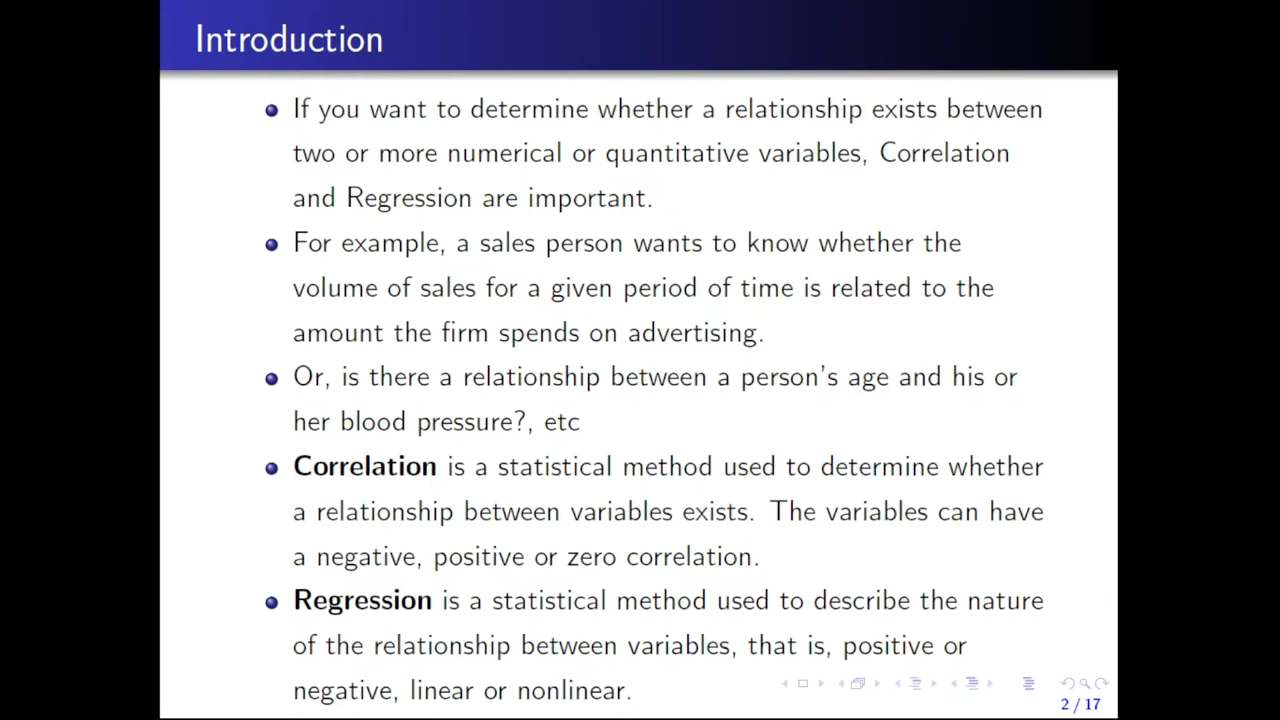 Introduction
If you want to determine whether a relationship exists between
two or more numerical or quantitative variables, Correlation
and Regression are important.
For example, a sales person wants to know whether the
volume of sales for a given period of time is related to the
amount the firm spends on advertising.
Or, is there a relationship between a person's age and his or
her blood pressure?, etc
Correlation is a statistical method used to determine whether
a relationship between variables exists. The variables can have
a negative, positive or zero correlation.
Regression is a statistical method used to describe the nature
of the relationship between variables, that is, positive or
negative, linear or nonlinear.
2 / 17